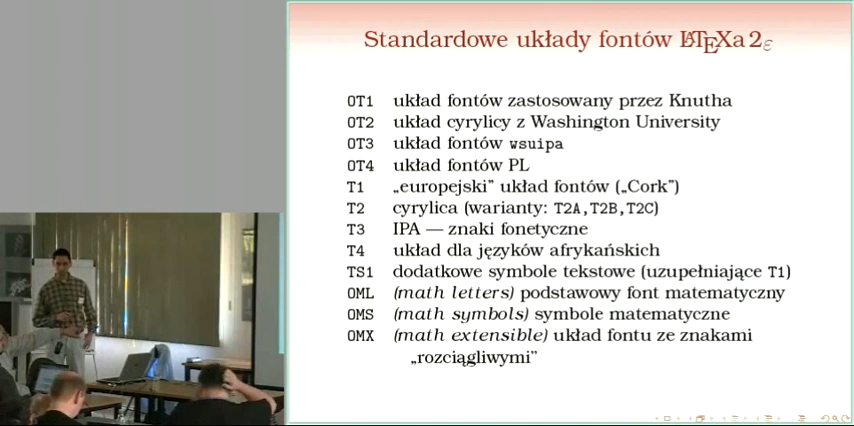 Standardowe układy fontów LATEXa 2ε
OT1 układ fontów zastosowany przez Knutha
OT2 układ cyrylicy z Washington University
OT3 układ fontów wsuipa
OT4 układ fontów PL
T1 „europejski” układ fontów („Cork”)
T2 cyrylica (warianty: T2A,T2B,T2C)
T3 IPA — znaki fonetyczne
T4 układ dla języków afrykańskich
TS1 dodatkowe symbole tekstowe (uzupełniające T1)
OML (math letters) podstawowy font matematyczny
OMS (math symbols) symbole matematyczne
OMX (math extensible) układ fontu ze znakami
„rozciągliwymi”